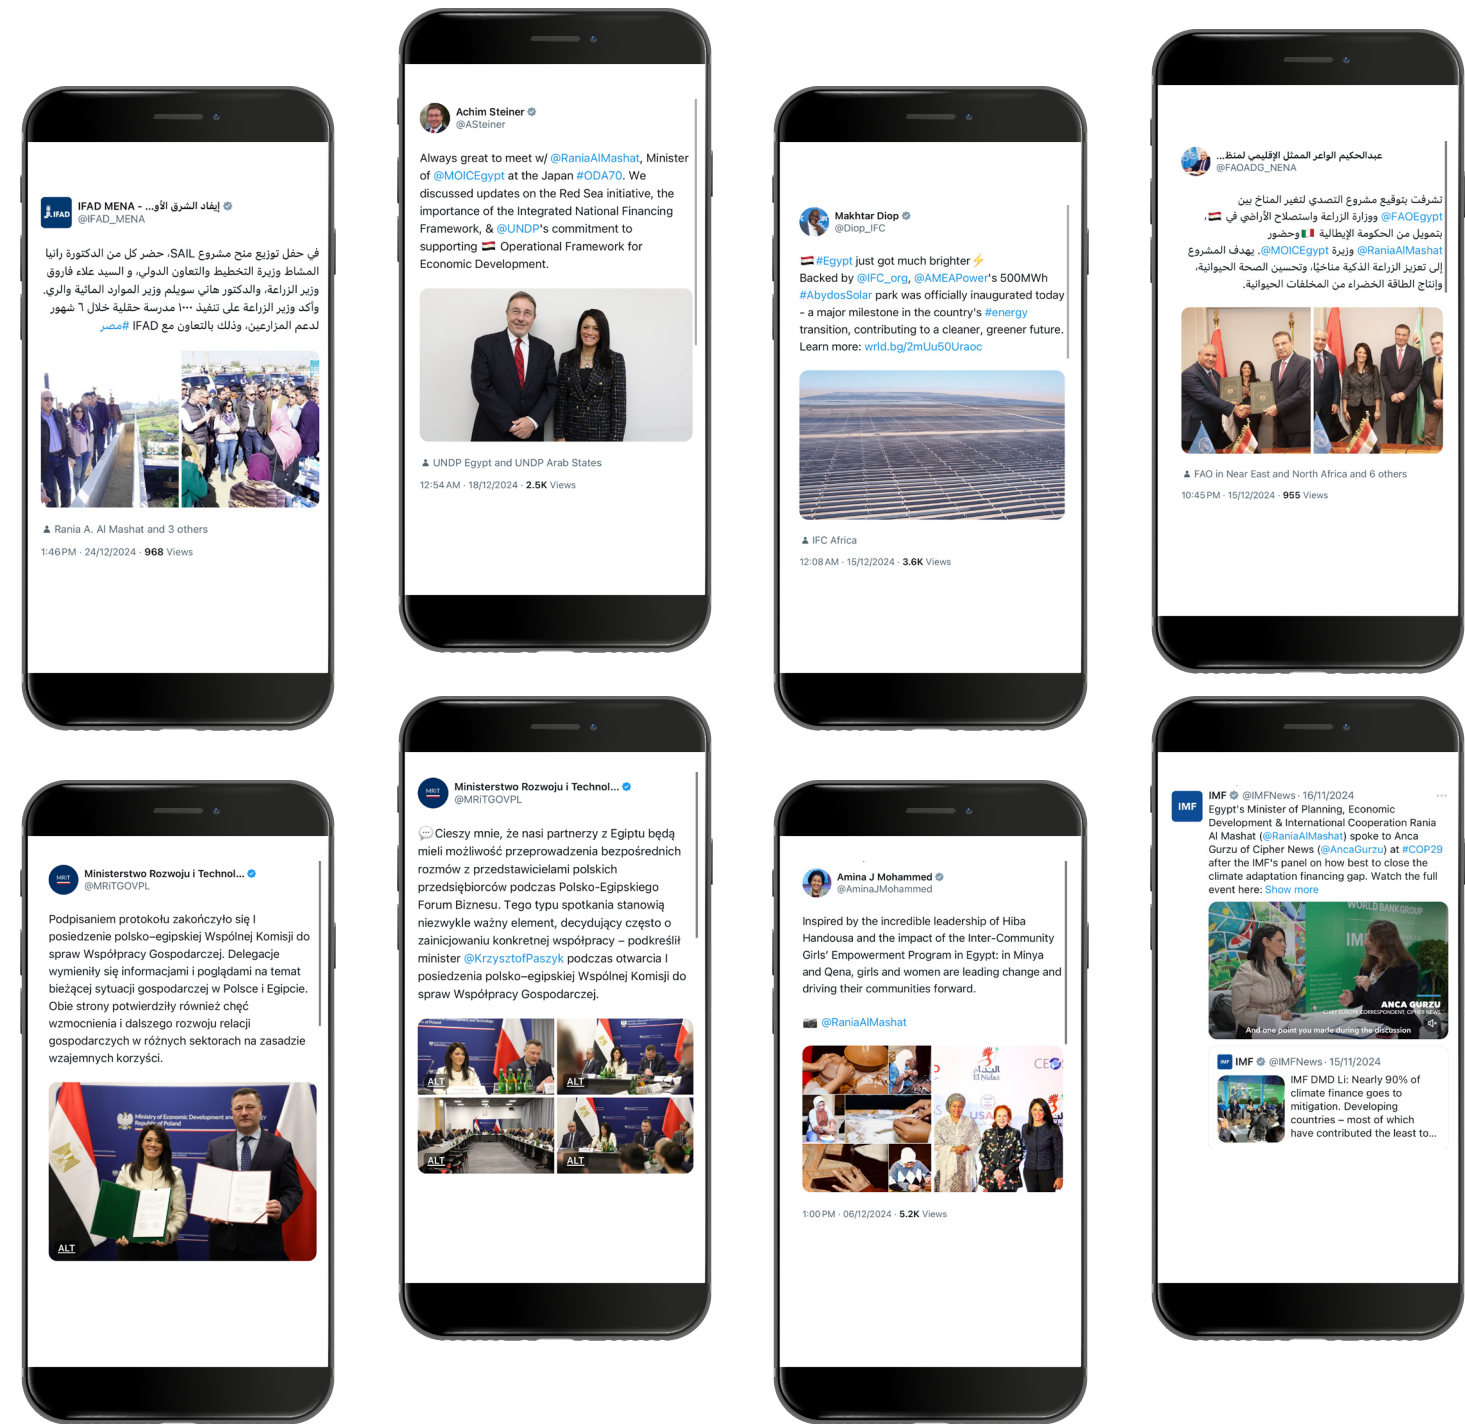 IFAD
IFAD MENA - ...إيفاد الشرق الأو
@IFAD_MENA
في حفل توزيع منح مشروع SAIL، حضر كل من الدكتورة رانيا
المشاط وزيرة التخطيط والتعاون الدولي، و السيد علاء فاروق
وزير الزراعة، والدكتور هاني سويلم وزير الموارد المائية والري.
وأكد وزير الزراعة على تنفيذ ١٠٠٠ مدرسة حقلية خلال ٦ شهور
لدعم المزارعين، وذلك بالتعاون مع IFAD #مصر
Rania A. Al Mashat and 3 others
1:46 PM · 24/12/2024 · 968 Views
Achim Steiner
@ASteiner
Always great to meet w/ @RaniaAlMashat, Minister
of @MOICEgypt at the Japan #ODA70. We
discussed updates on the Red Sea initiative, the
importance of the Integrated National Financing
Framework, & @UNDP's commitment to
supporting 🇪🇬 Operational Framework for
Economic Development.
UNDP Egypt and UNDP Arab States
12:54 AM · 18/12/2024 · 2.5K Views
Makhtar Diop
@Diop_IFC
🇪🇬 #Egypt just got much brighter⚡
Backed by @IFC_org, @AMEAPower's 500MWh
#AbydosSolar park was officially inaugurated today
- a major milestone in the country's #energy
transition, contributing to a cleaner, greener future.
Learn more: wrld.bg/2mUu50Uraoc
IFC Africa
12:08 AM · 15/12/2024 · 3.6K Views
عبدالحكيم الواعر الممثل الإقليمي لمنظ...
@FAOADG_NENA
تشرفت بتوقيع مشروع التصدي لتغير المناخ بين
@FAOEgypt ووزارة الزراعة واستصلاح الأراضي في 🇪🇬،
بتمويل من الحكومة الإيطالية 🇮🇹 وحضور
@RaniaAlMashat وزيرة @MOICEgypt. يهدف المشروع
إلى تعزيز الزراعة الذكية مناخيًا، وتحسين الصحة الحيوانية،
وإنتاج الطاقة الخضراء من المخلفات الحيوانية.
FAO in Near East and North Africa and 6 others
10:45 PM · 15/12/2024 · 955 Views
MRiT
Ministerstwo Rozwoju i Technol...
@MRiTGOVPL
Podpisaniem protokołu zakończyło się I
posiedzenie polsko–egipskiej Wspólnej Komisji do
spraw Współpracy Gospodarczej. Delegacje
wymieniły się informacjami i poglądami na temat
bieżącej sytuacji gospodarczej w Polsce i Egipcie.
Obie strony potwierdziły również chęć
wzmocnienia i dalszego rozwoju relacji
gospodarczych w różnych sektorach na zasadzie
wzajemnych korzyści.
Ministry of Economic Development and
Republic of Poland
ALT
MRiT
Ministerstwo Rozwoju i Technol...
@MRiTGOVPL
💬Cieszy mnie, że nasi partnerzy z Egiptu będą
mieli możliwość przeprowadzenia bezpośrednich
rozmów z przedstawicielami polskich
przedsiębiorców podczas Polsko-Egipskiego
Forum Biznesu. Tego typu spotkania stanowią
niezwykle ważny element, decydujący często o
zainicjowaniu konkretnej współpracy – podkreślił
minister @KrzysztofPaszyk podczas otwarcia I
posiedzenia polsko–egipskiej Wspólnej Komisji do
spraw Współpracy Gospodarczej.
ALT
ALT
ALT
ALT
Amina J Mohammed
@AminaJMohammed
Inspired by the incredible leadership of Hiba
Handousa and the impact of the Inter-Community
Girls' Empowerment Program in Egypt: in Minya
and Qena, girls and women are leading change and
driving their communities forward.
📷 @RaniaAlMashat
El Nidaa
USAID
1:00 PM · 06/12/2024 · 5.2K Views
IMF
IMF @IMFNews · 16/11/2024
Egypt's Minister of Planning, Economic
Development & International Cooperation Rania
Al Mashat (@RaniaAlMashat) spoke to Anca
Gurzu of Cipher News (@AncaGurzu) at #COP29
after the IMF's panel on how best to close the
climate adaptation financing gap. Watch the full
event here: Show more
WORLD BANK GROUP
ANCA GURZU
CHIEF EUROPE CORRESPONDENT, CIPHER NEWS
And one point you made during the discussion
IMF @IMFNews · 15/11/2024
IMF DMD Li: Nearly 90% of
climate finance goes to
mitigation. Developing
countries – most of which
have contributed the least to...